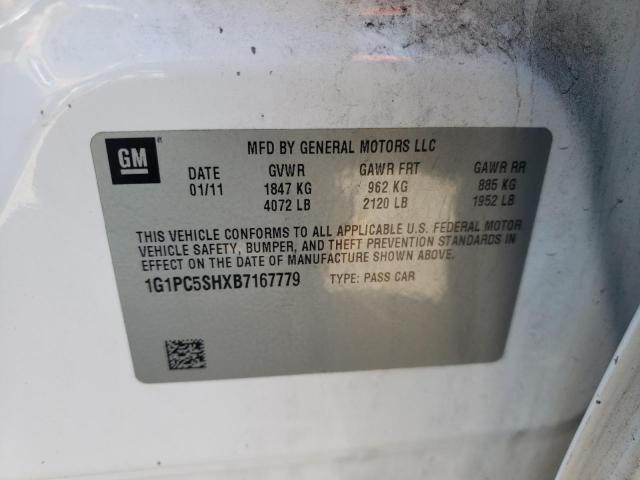 GM
MFD BY GENERAL MOTORS LLC
DATE GVWR GAWR FRT GAWR RR
01/11 1847 KG 962 KG 885 KG
4072 LB 2120 LB 1952 LB
THIS VEHICLE CONFORMS TO ALL APPLICABLE U.S. FEDERAL MOTOR
VEHICLE SAFETY, BUMPER, AND THEFT PREVENTION STANDARDS IN
EFFECT ON THE DATE OF MANUFACTURE SHOWN ABOVE.
1G1PC5SHXB7167779 TYPE: PASS CAR